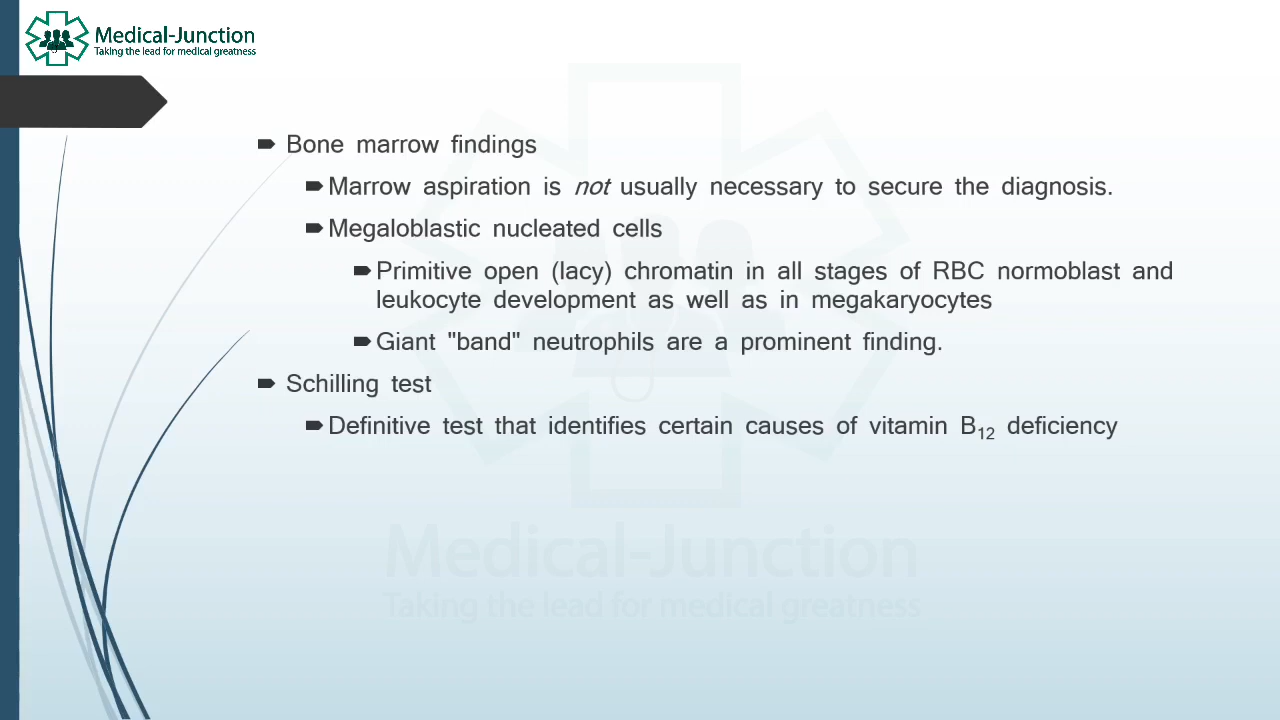 Medical-Junction
Taking the lead for medical greatness
Bone marrow findings
Marrow aspiration is not usually necessary to secure the diagnosis.
Megaloblastic nucleated cells
Primitive open (lacy) chromatin in all stages of RBC normoblast and
leukocyte development as well as in megakaryocytes
Giant "band" neutrophils are a prominent finding.
Schilling test
Definitive test that identifies certain causes of vitamin B12 deficiency
Medical-Junction
Taking the lead for medical greatness